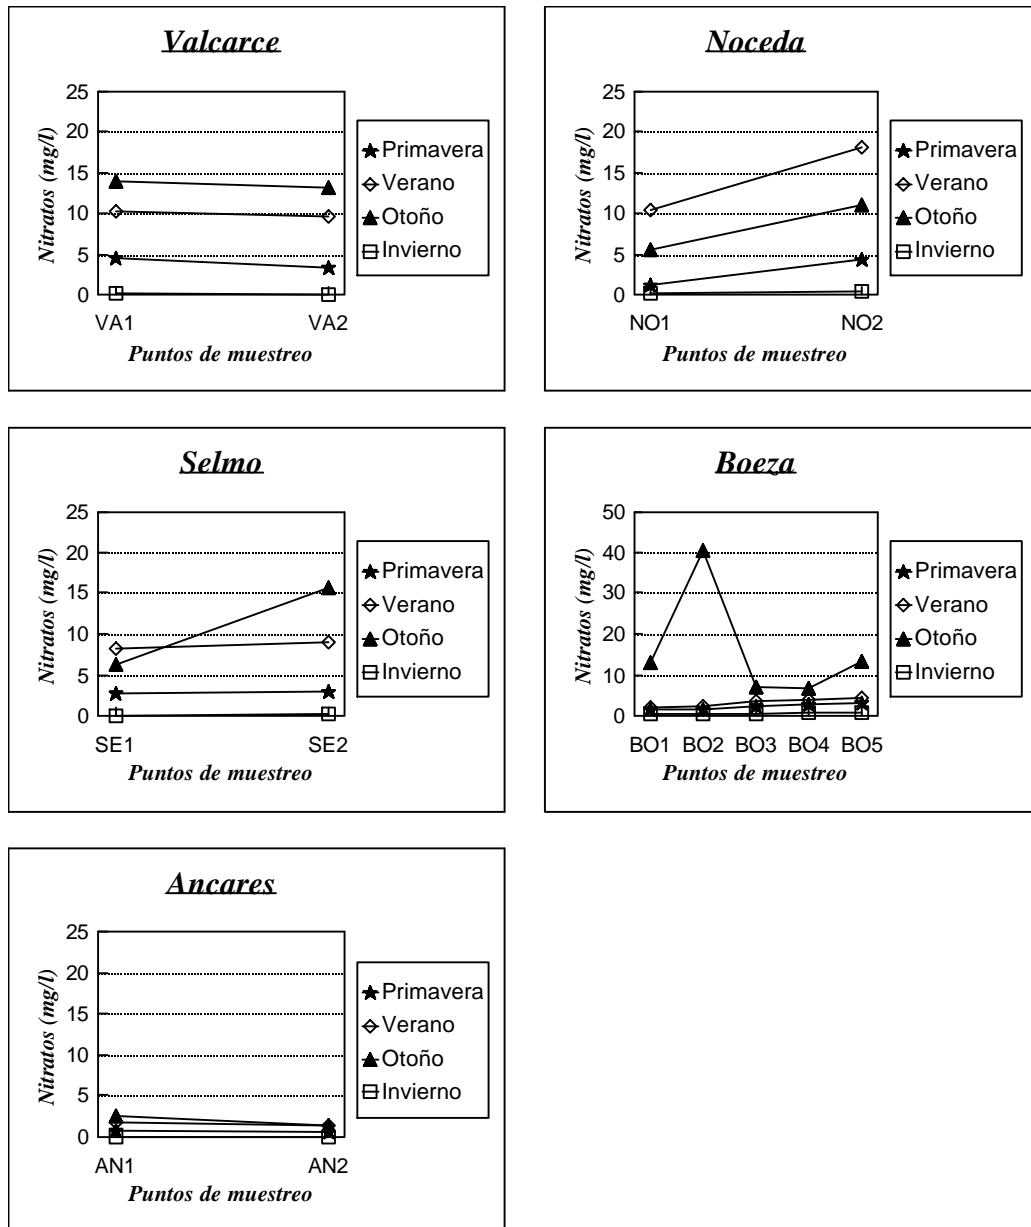 Valcarce
Nitratos (mg/l)
25
20
15
10
5
0
VA1 VA2
Puntos de muestreo
Primavera
Verano
Otoño
Invierno
Noceda
Nitratos (mg/l)
25
20
15
10
5
0
NO1 NO2
Puntos de muestreo
Primavera
Verano
Otoño
Invierno
Selmo
Nitratos (mg/l)
25
20
15
10
5
0
SE1 SE2
Puntos de muestreo
Primavera
Verano
Otoño
Invierno
Boeza
Nitratos (mg/l)
50
40
30
20
10
0
BO1 BO2 BO3 BO4 BO5
Puntos de muestreo
Primavera
Verano
Otoño
Invierno
Ancares
Nitratos (mg/l)
25
20
15
10
5
0
AN1 AN2
Puntos de muestreo
Primavera
Verano
Otoño
Invierno